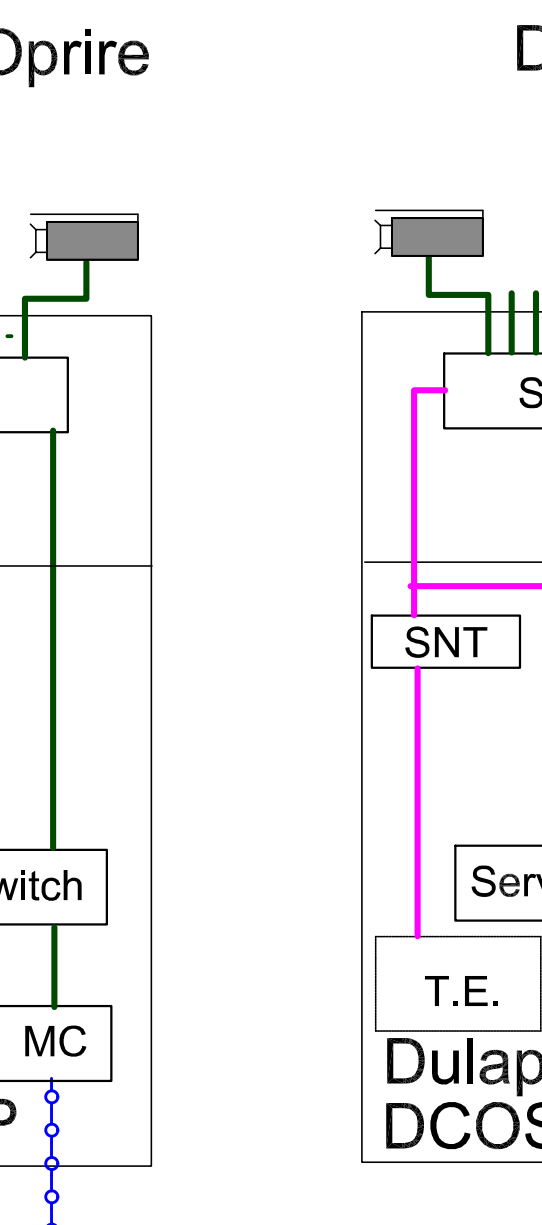 Oprire
D
-
S
SNT
witch
Serv
T.E.
MC
Dulap
P
DCOS